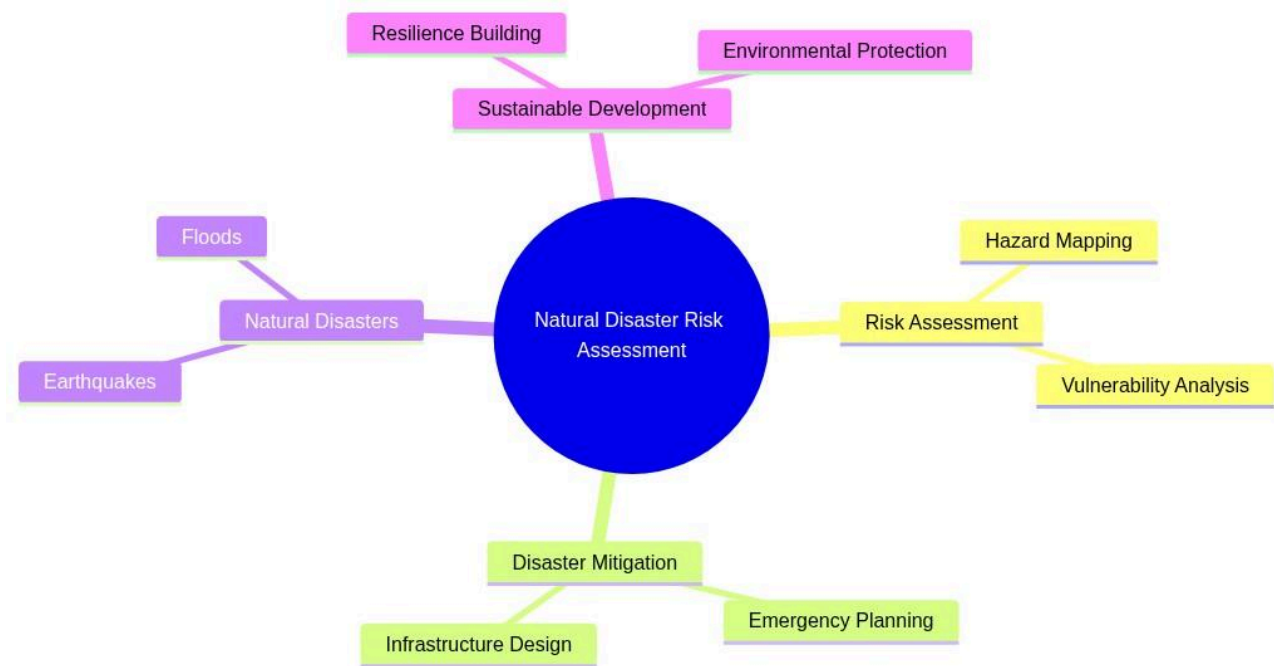 Resilience Building
Environmental Protection
Sustainable Development
Floods
Hazard Mapping
Natural Disasters
Natural Disaster Risk
Assessment
Risk Assessment
Earthquakes
Vulnerability Analysis
Disaster Mitigation
Emergency Planning
Infrastructure Design